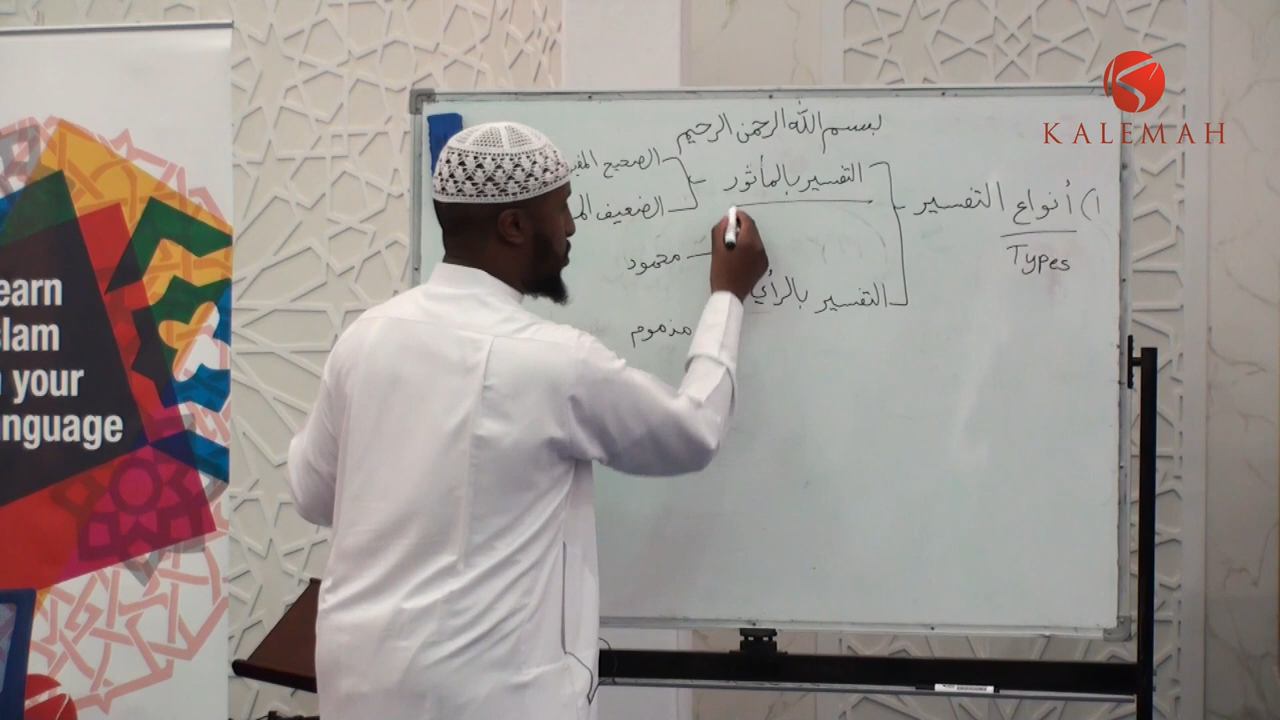 بسم الله الرحمن الرحيم
١) أنواع التفسير
Types
التفسير بالمأثور
الصحيح
الضعيف
التفسير بالرأي
محمود
مذموم
KALEMAH
earn
slam
your
nguage